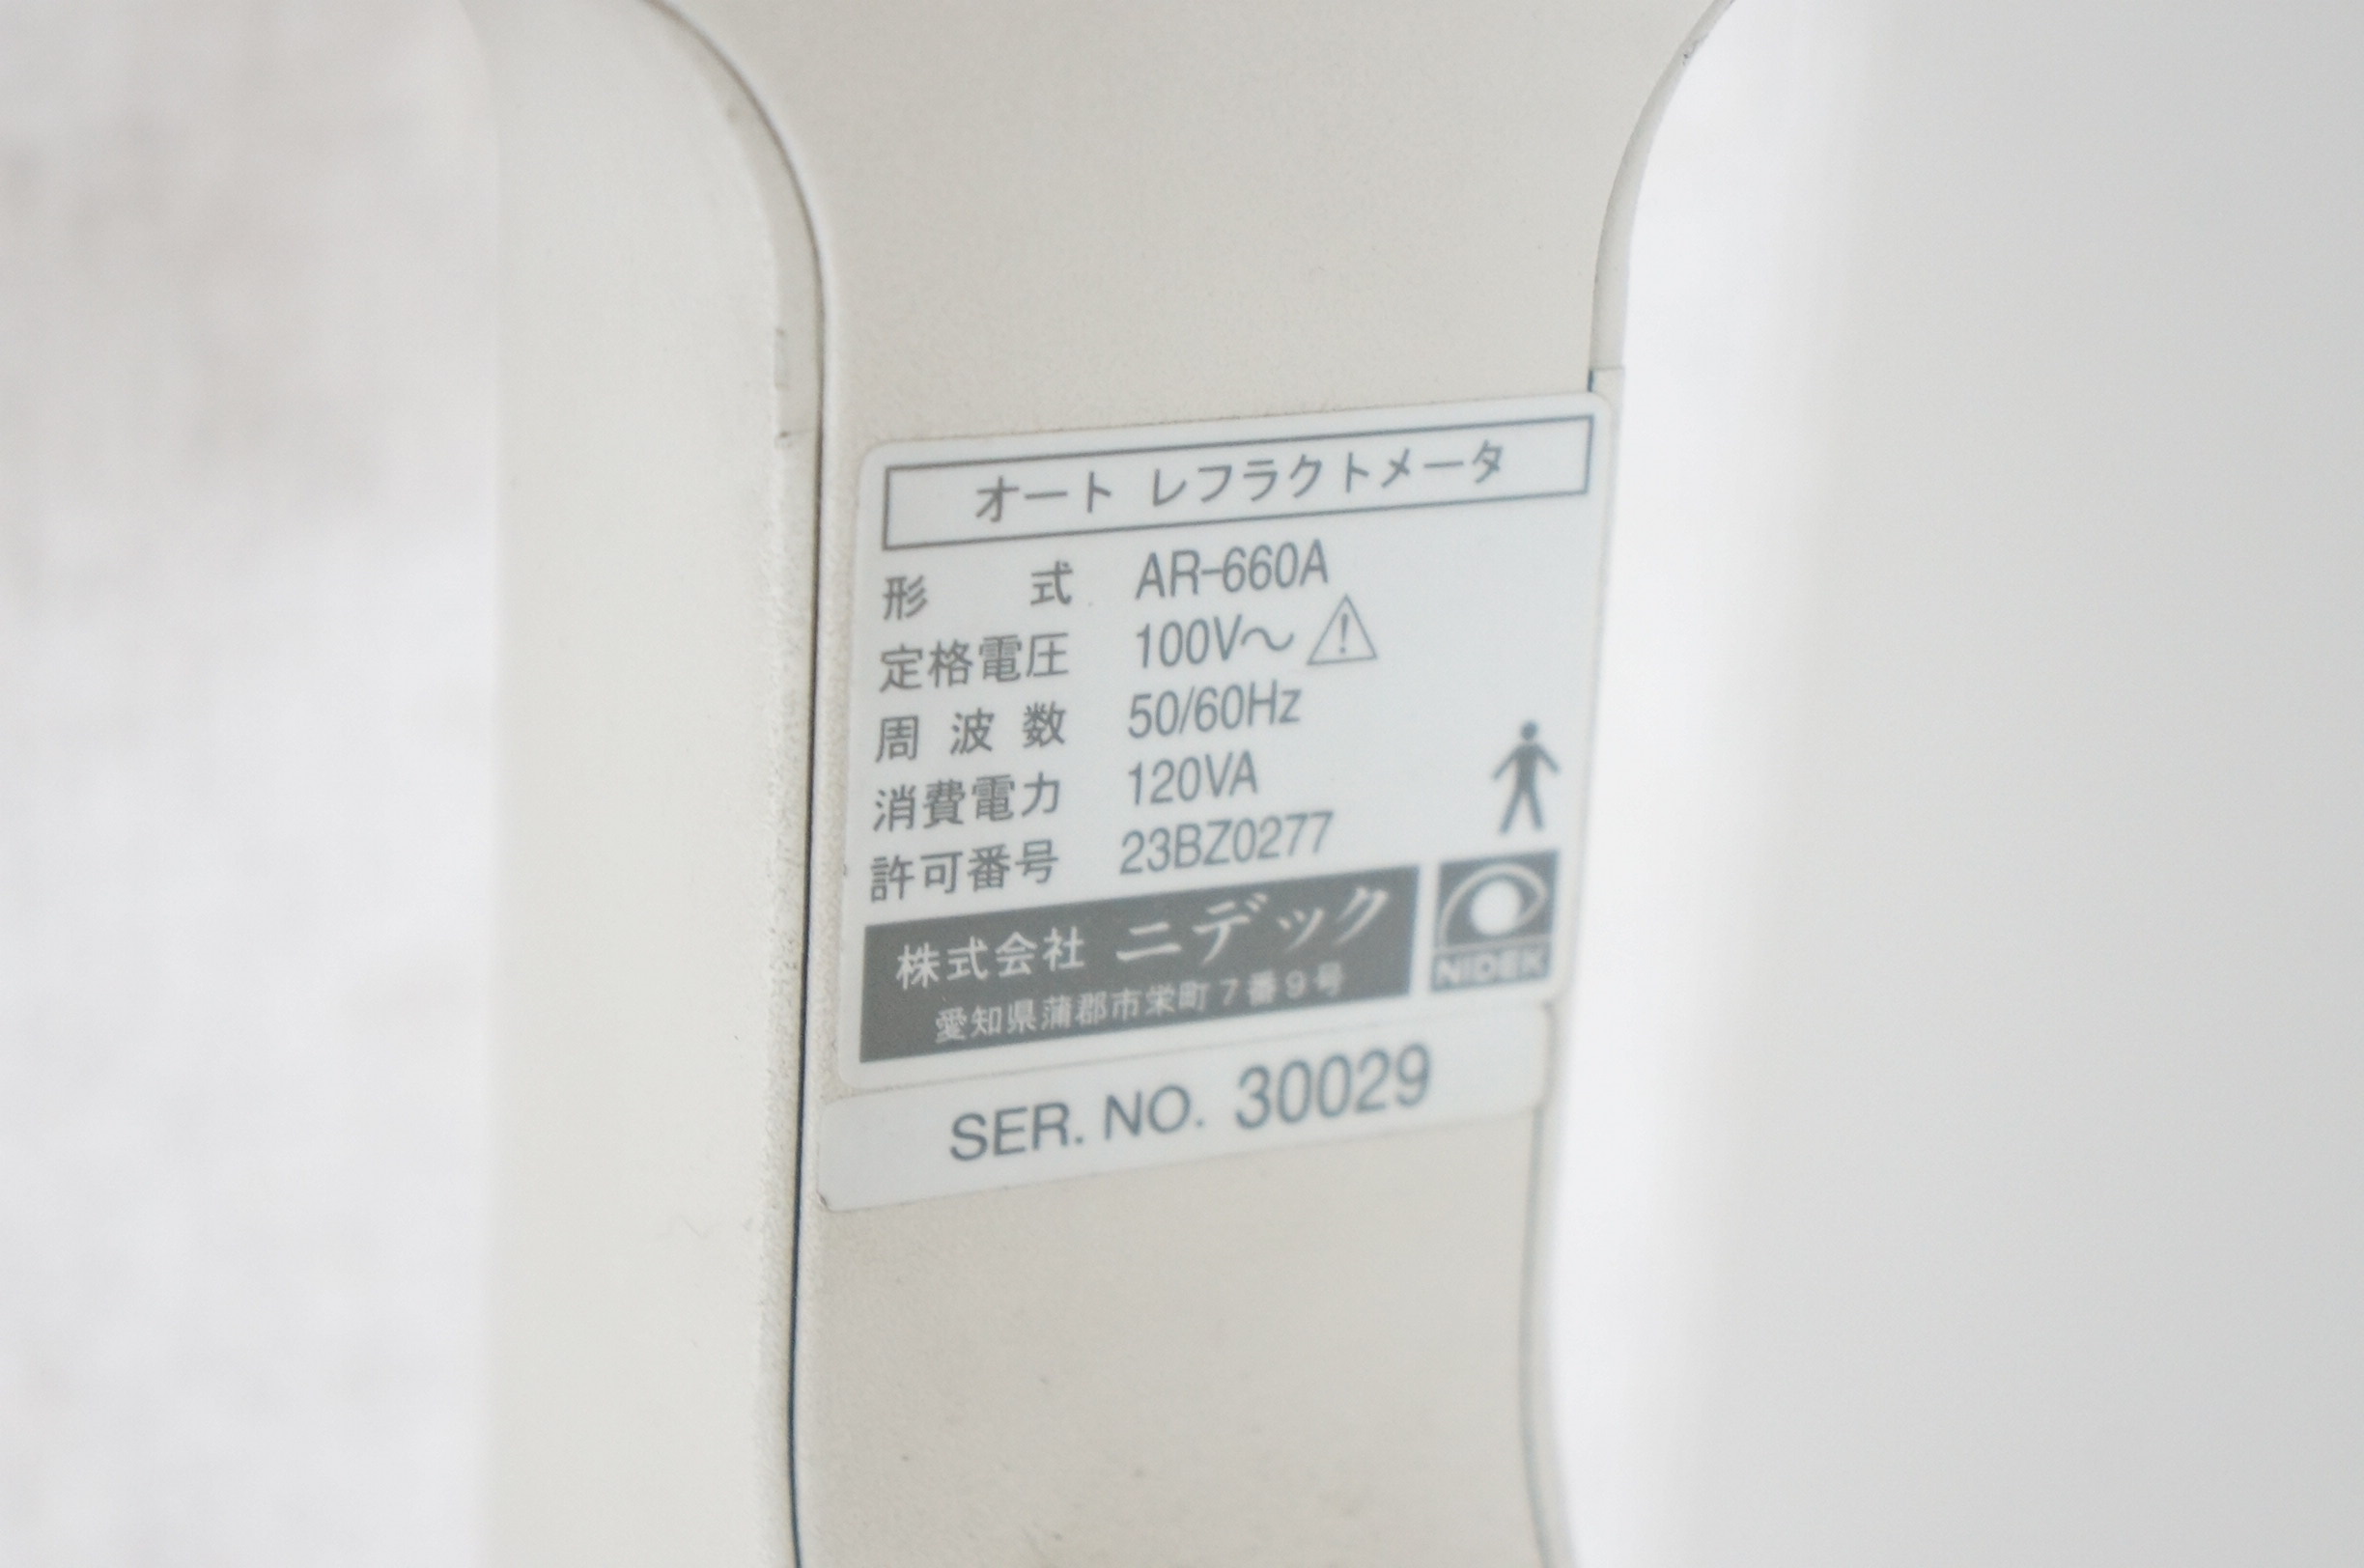 オート レフラクトメータ
形 式 AR-660A
定格電圧 100V～
周波数 50/60Hz
消費電力 120VA
許可番号 23BZ0277
株式会社 ニデック
愛知県蒲郡市栄町7番9号
NIDEK
SER. NO. 30029